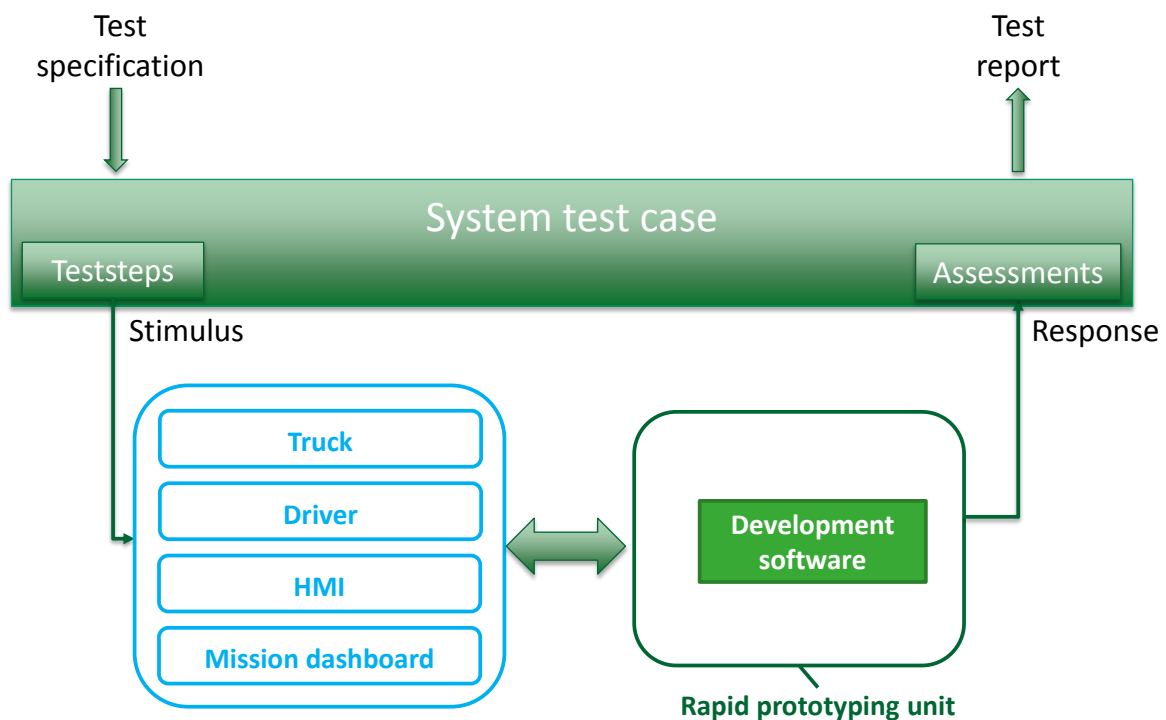 Test
specification
Test
report
System test case
Teststeps
Assessments
Stimulus
Response
Truck
Driver
HMI
Mission dashboard
Development
software
Rapid prototyping unit